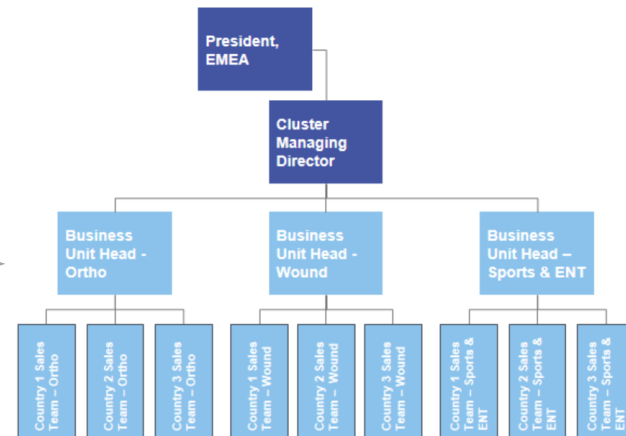 President,
EMEA
Cluster
Managing
Director
Business
Unit Head -
Ortho
Business
Unit Head -
Wound
Business
Unit Head –
Sports & ENT
Country 1 Sales
Team – Ortho
Country 2 Sales
Team – Ortho
Country 3 Sales
Team – Ortho
Country 1 Sales
Team – Wound
Country 2 Sales
Team – Wound
Country 3 Sales
Team – Wound
Country 1 Sales
Team – Sports &
ENT
Country 2 Sales
Team – Sports &
ENT
Country 3 Sales
Team – Sports &
ENT